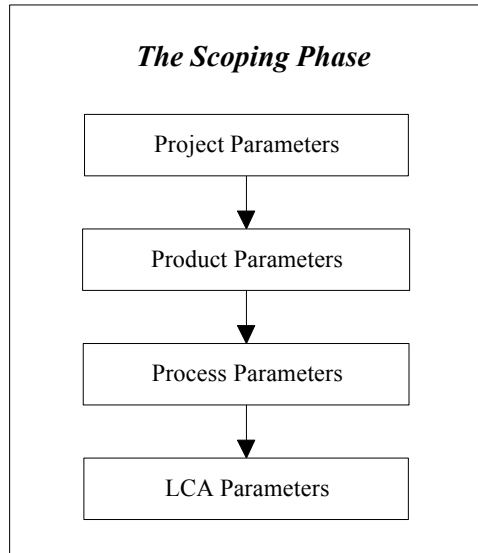 The Scoping Phase
Project Parameters
Product Parameters
Process Parameters
LCA Parameters